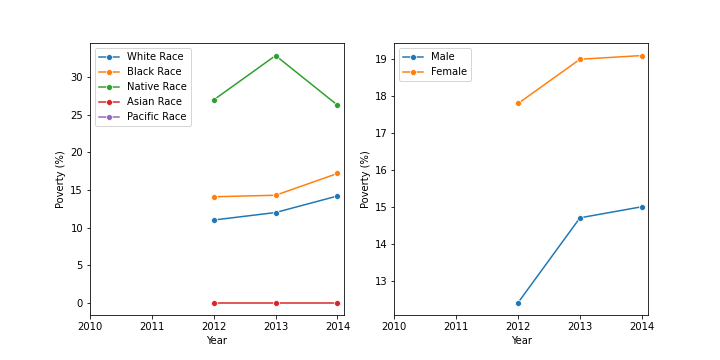 White Race
Black Race
Native Race
Asian Race
Pacific Race
30
25
20
15
10
5
0
Poverty (%)
2010 2011 2012 2013 2014
Year
Male
Female
19
18
17
16
15
14
13
Poverty (%)
2010 2011 2012 2013 2014
Year